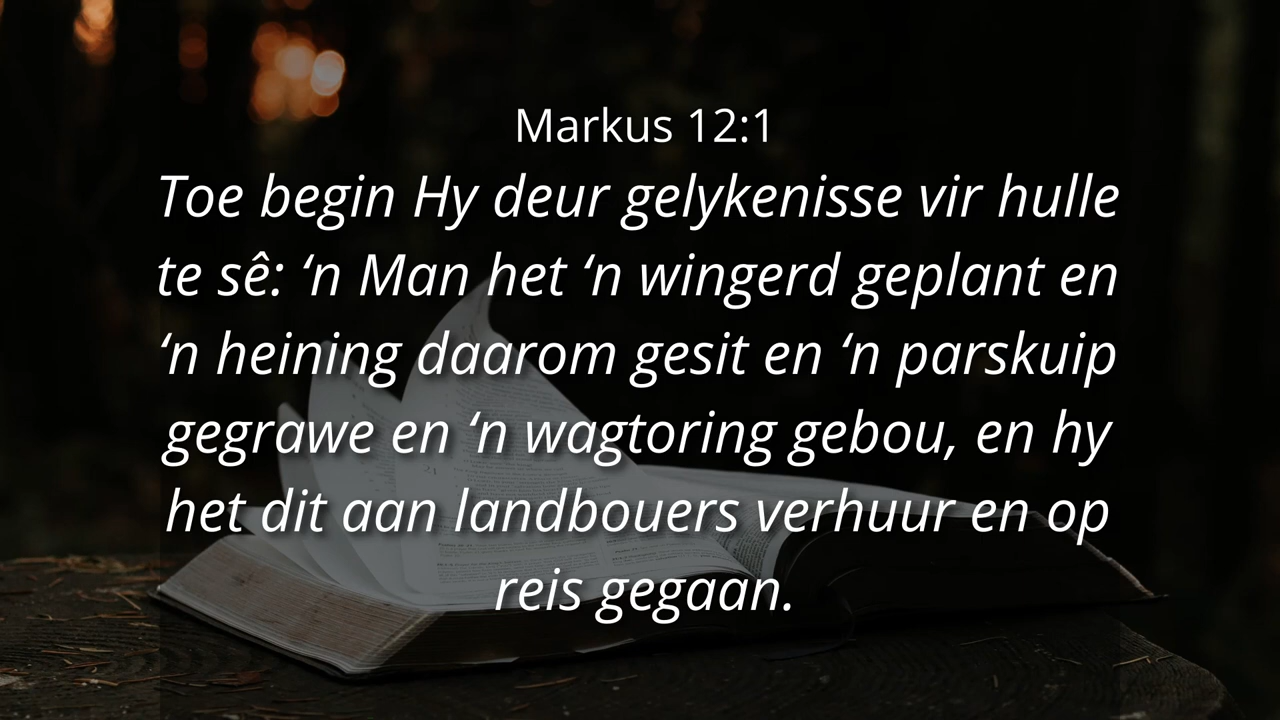 Markus 12:1
Toe begin Hy deur gelykenisse vir hulle
te sê: ‘n Man het ‘n wingerd geplant en
‘n heining daarom gesit en ‘n parskuip
gegrawe en ‘n wagtoring gebou, en hy
het dit aan landbouers verhuur en op
reis gegaan.